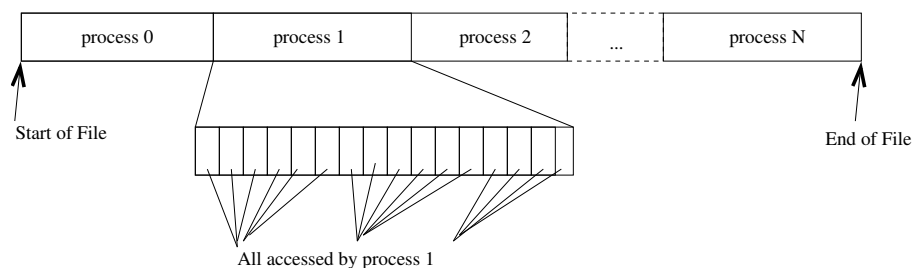 process 0
process 1
process 2
...
process N
Start of File
End of File
All accessed by process 1